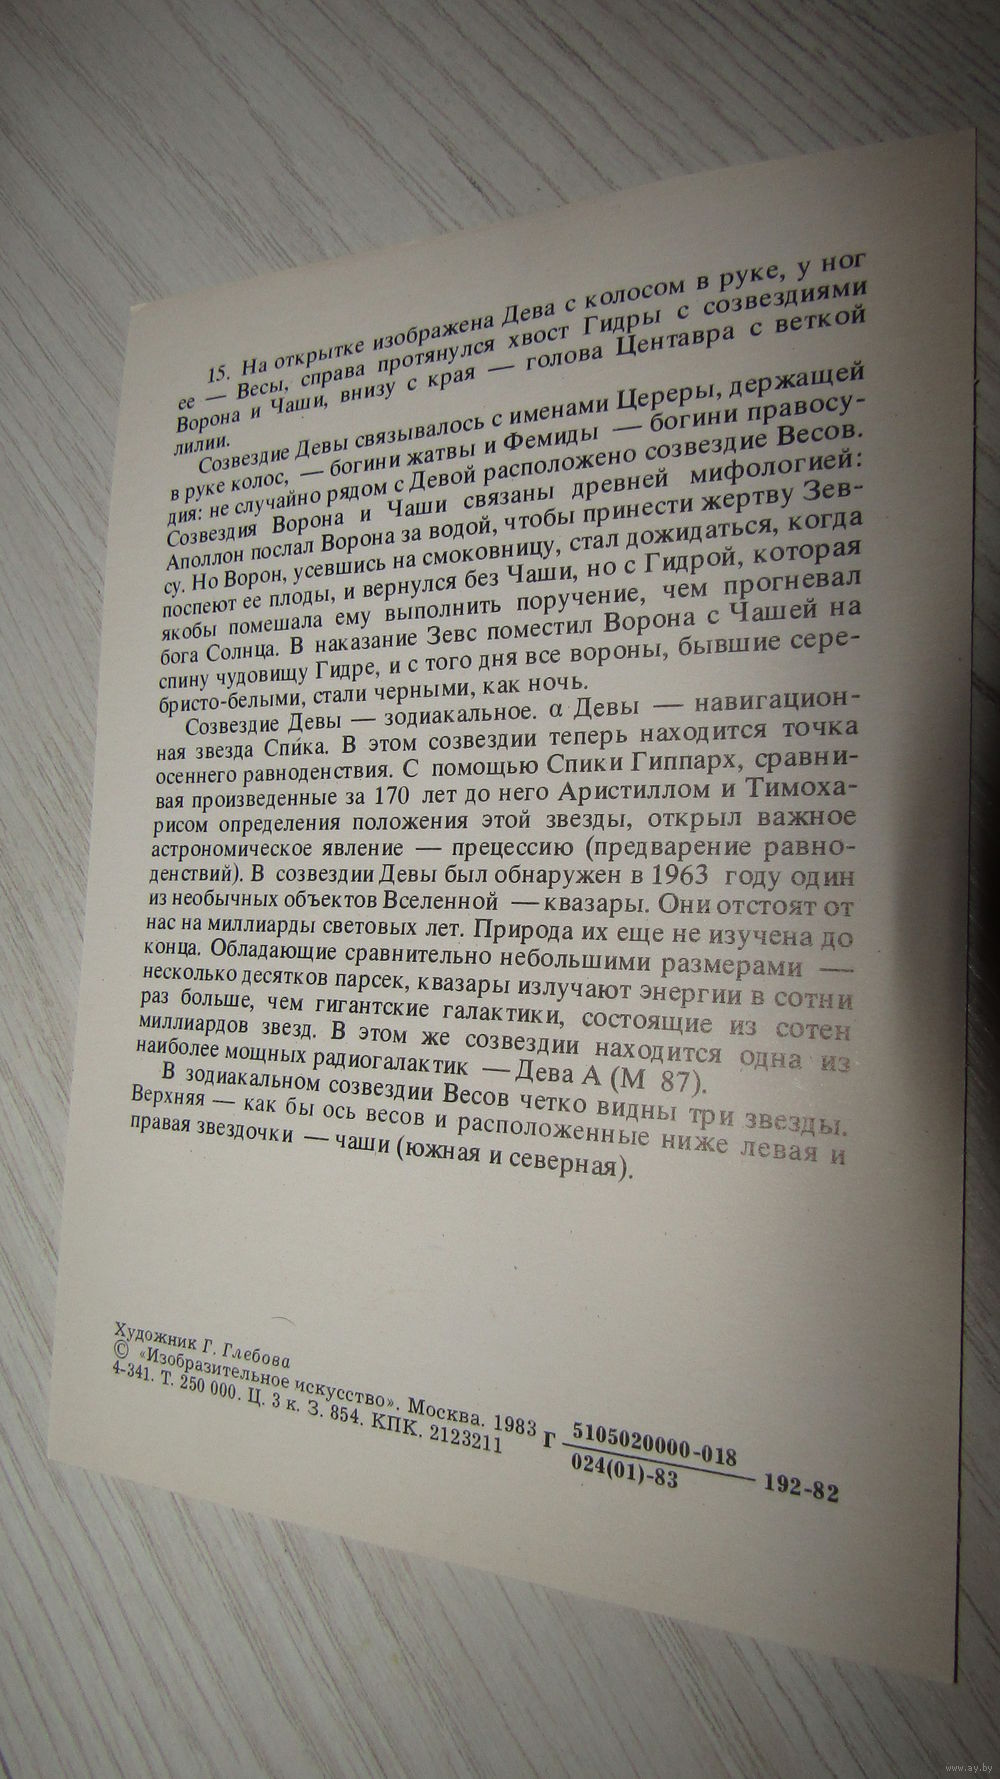 15. На открытке изображена Дева с колосом в руке, у ног
ее — Весы, справа протянулся хвост Гидры с созвездиями
Ворона и Чаши, внизу с края — голова Центавра с веткой
лилии.
Созвездие Девы связывалось с именами Цереры, держащей
в руке колос, — богини жатвы и Фемиды — богини правосу-
дия: не случайно рядом с Девой расположено созвездие Весов.
Созвездия Ворона и Чаши связаны древней мифологией:
Аполлон послал Ворона за водой, чтобы принести жертву Зев-
су. Но Ворон, усевшись на смоковницу, стал дожидаться, когда
поспеют ее плоды, и вернулся без Чаши, но с Гидрой, которая
якобы помешала ему выполнить поручение, чем прогневал
бога Солнца. В наказание Зевс поместил Ворона с Чашей на
спину чудовищу Гидре, и с того дня все вороны, бывшие сере-
бристо-белыми, стали черными, как ночь.
Созвездие Девы — зодиакальное. α Девы — навигацион-
ная звезда Спи́ка. В этом созвездии теперь находится точка
осеннего равноденствия. С помощью Спики Гиппарх, сравни-
вая произведенные за 170 лет до него Аристиллом и Тимоха-
рисом определения положения этой звезды, открыл важное
астрономическое явление — прецессию (предварение равно-
денствий). В созвездии Девы был обнаружен в 1963 году один
из необычных объектов Вселенной — квазары. Они отстоят от
нас на миллиарды световых лет. Природа их еще не изучена до
конца. Обладающие сравнительно небольшими размерами —
несколько десятков парсек, квазары излучают энергии в сотни
раз больше, чем гигантские галактики, состоящие из сотен
миллиардов звезд. В этом же созвездии находится одна из
наиболее мощных радиогалактик — Дева А (М 87).
В зодиакальном созвездии Весов четко видны три звезды.
Верхняя — как бы ось весов и расположенные ниже левая и
правая звездочки — чаши (южная и северная).
Художник Г. Глебова
© «Изобразительное искусство». Москва. 1983
4-341. Т. 250 000. Ц. 3 к. З. 854. КПК. 2123211
Г 5105020000-018
024(01)-83 — 192-82
www.ay.by